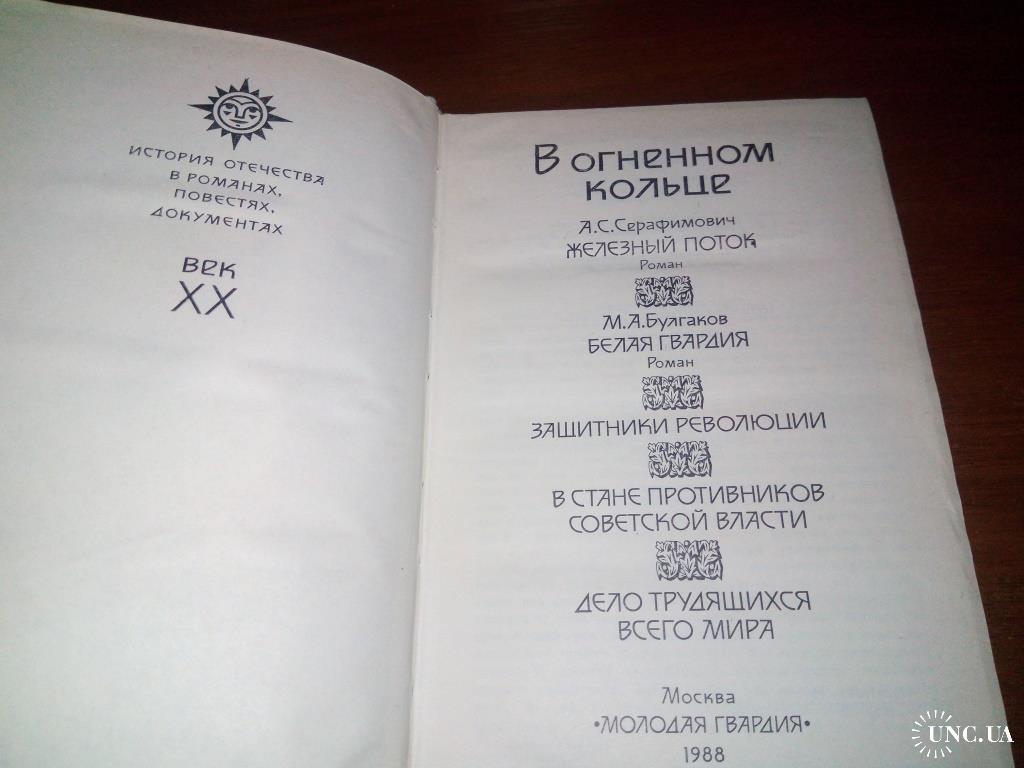 ИСТОРИЯ ОТЕЧЕСТВА
В РОМАНАХ,
ПОВЕСТЯХ,
ДОКУМЕНТАХ
ВЕК
XX
В ОГНЕННОМ
КОЛЬЦЕ
А.С.Серафимович
ЖЕЛЕЗНЫЙ ПОТОК
Роман
М.А.Булгаков
БЕЛАЯ ГВАРДИЯ
Роман
ЗАЩИТНИКИ РЕВОЛЮЦИИ
В СТАНЕ ПРОТИВНИКОВ
СОВЕТСКОЙ ВЛАСТИ
ДЕЛО ТРУДЯЩИХСЯ
ВСЕГО МИРА
Москва
•МОЛОДАЯ ГВАРДИЯ•
1988
UNC.UA